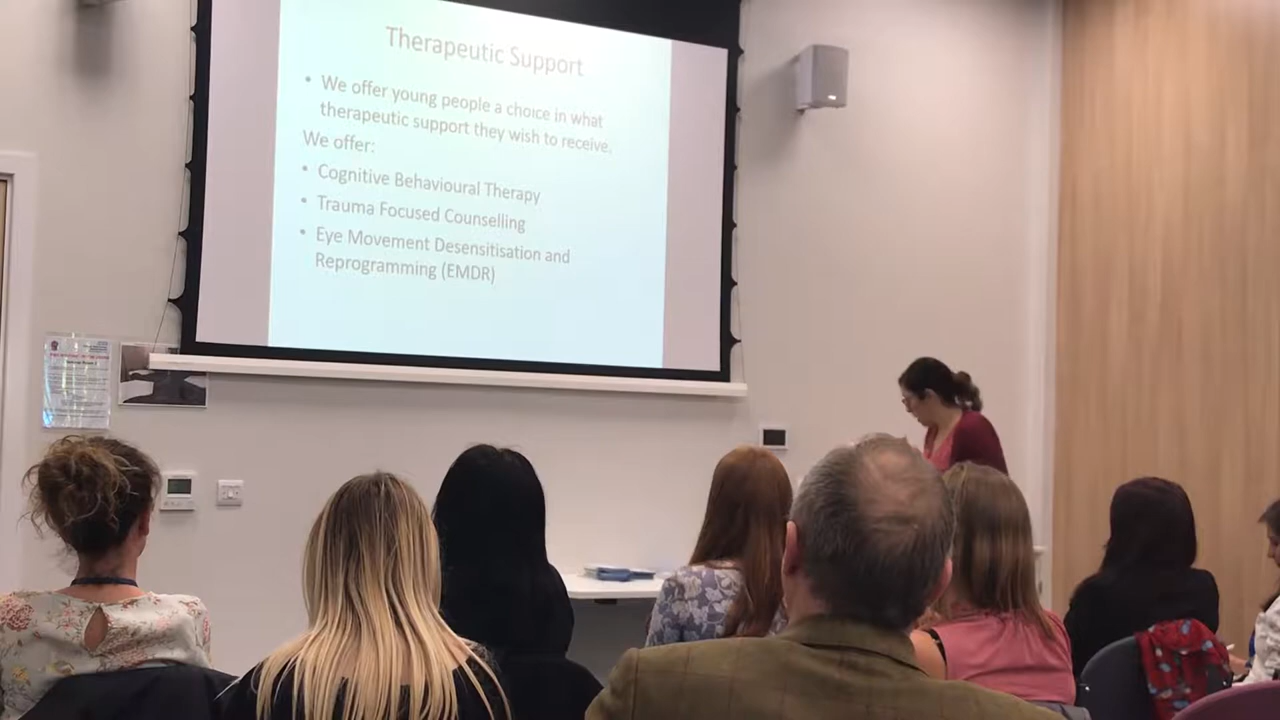 Therapeutic Support
• We offer young people a choice in what
therapeutic support they wish to receive.
We offer:
• Cognitive Behavioural Therapy
• Trauma Focused Counselling
• Eye Movement Desensitisation and
Reprogramming (EMDR)